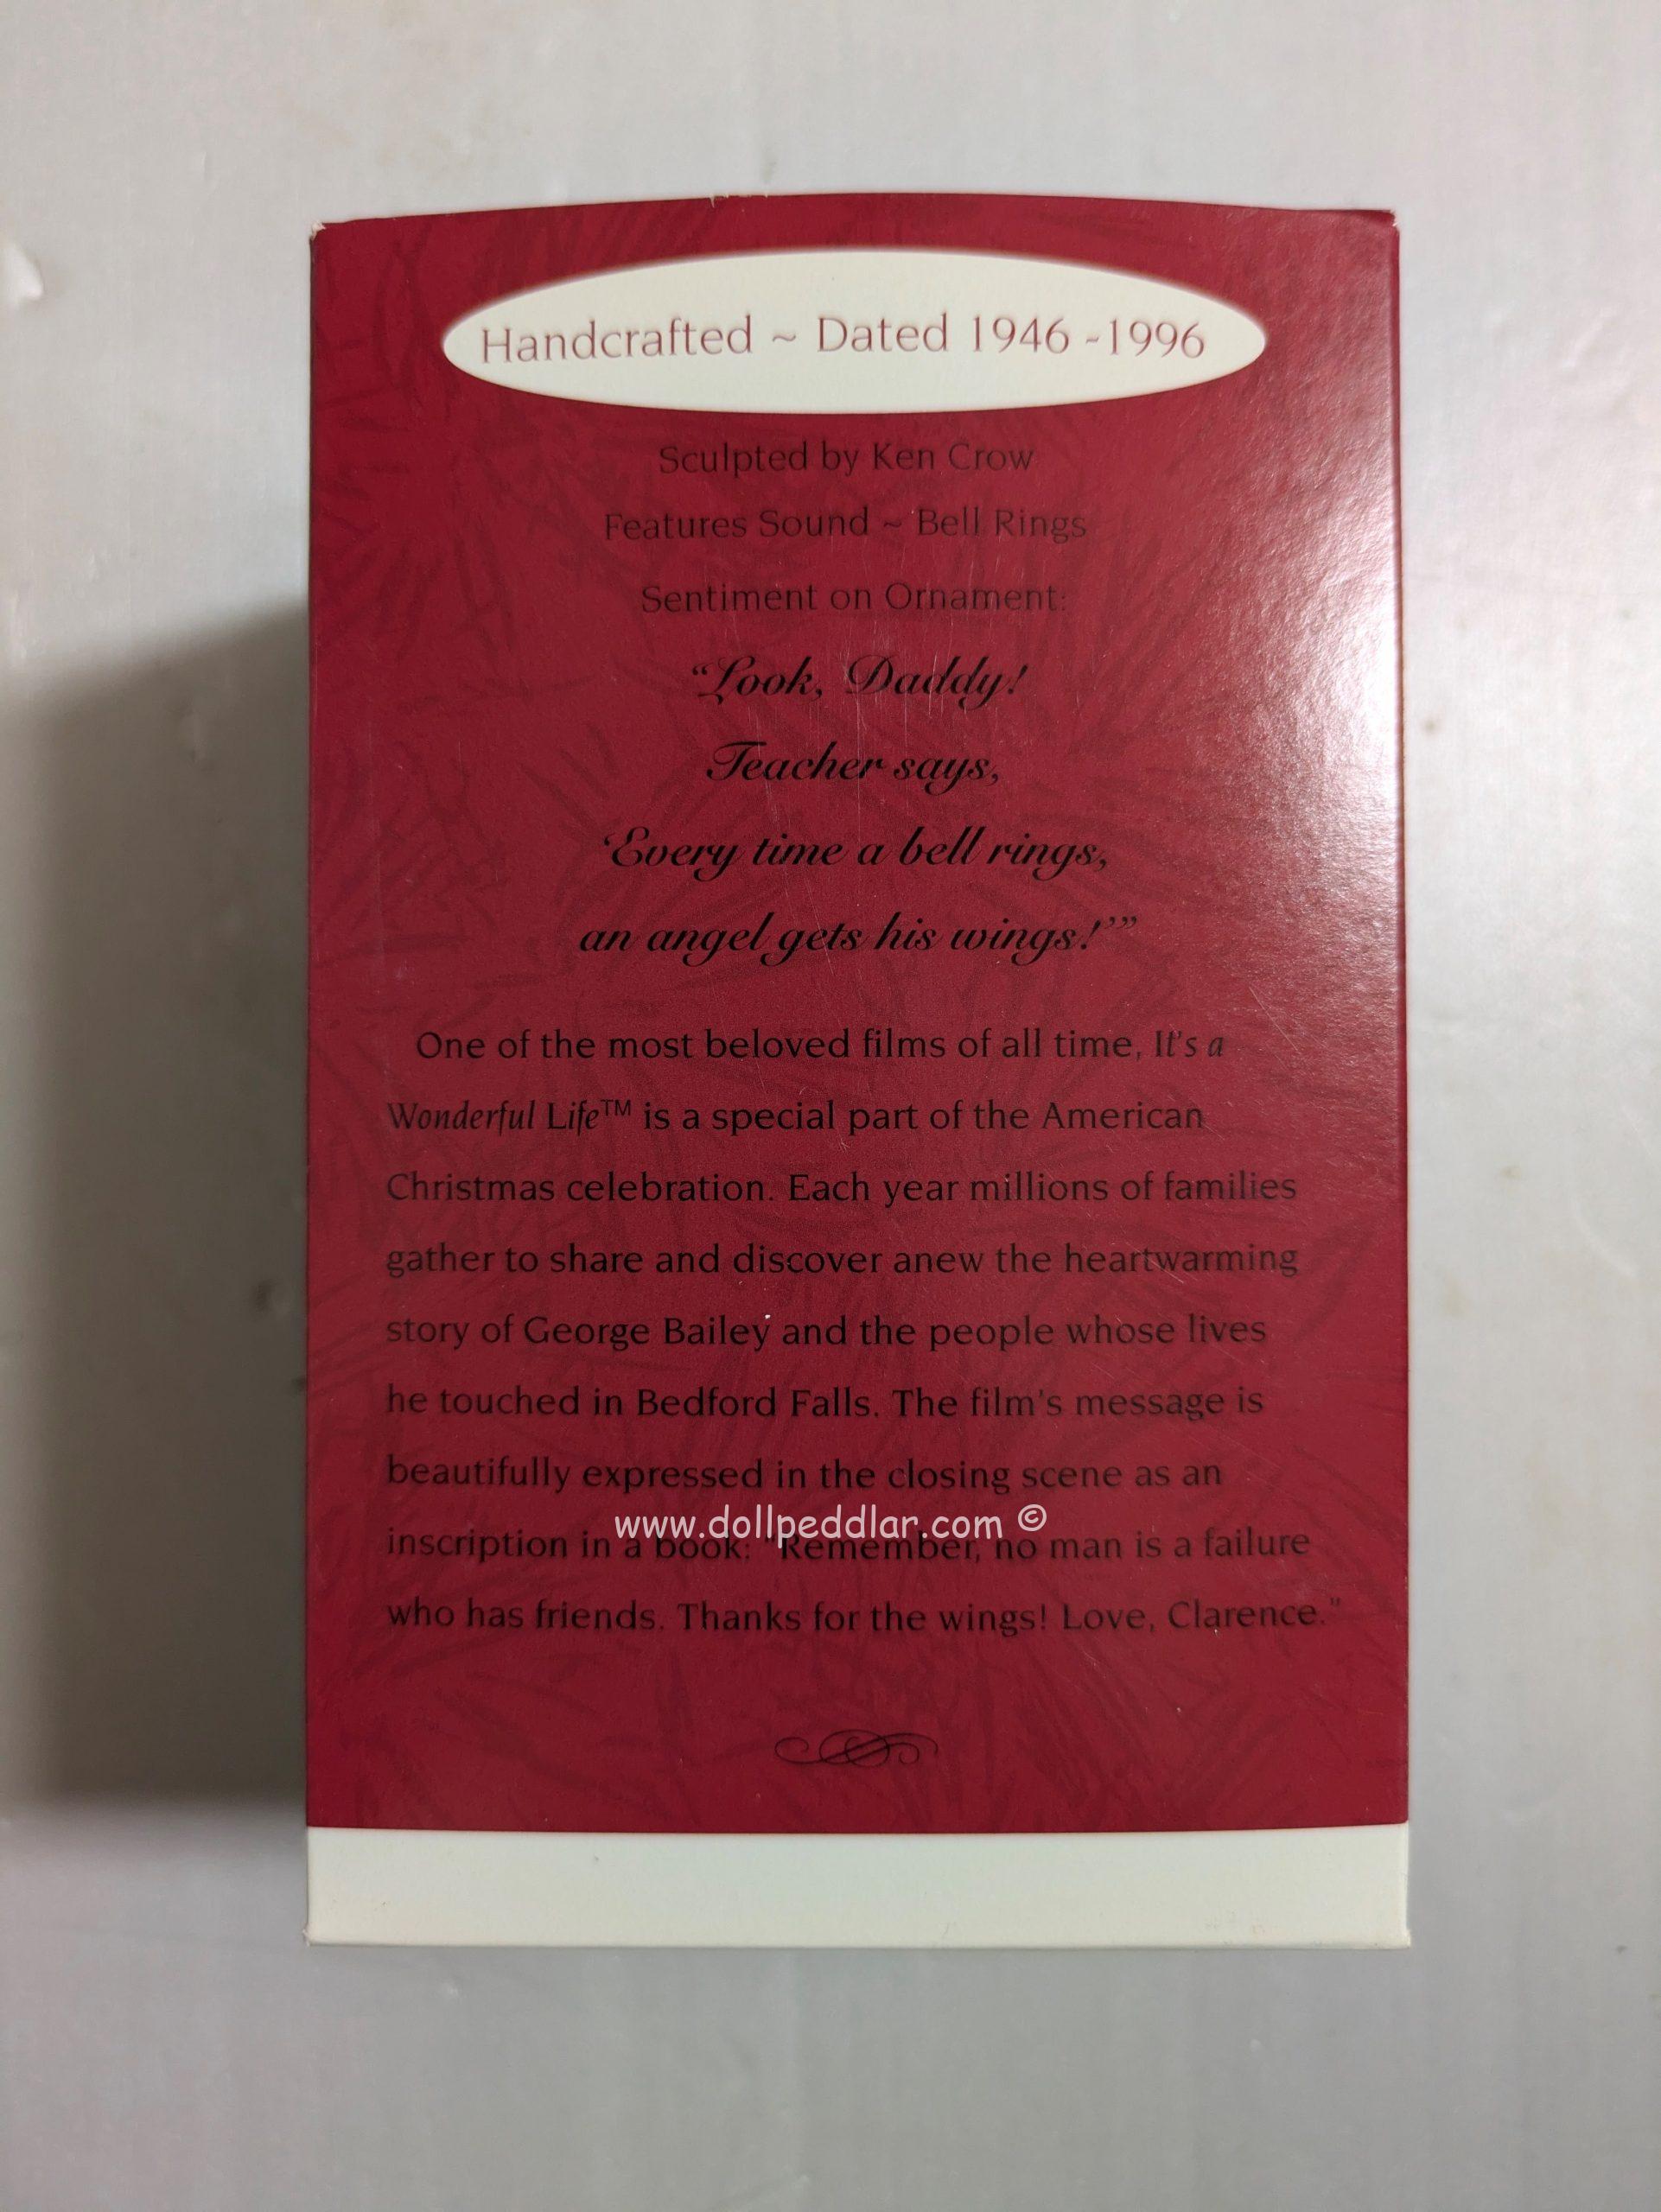 Handcrafted ~ Dated 1946 -1996
Sculpted by Ken Crow
Features Sound ~ Bell Rings
Sentiment on Ornament:
“Look, Daddy!
Teacher says,
‘Every time a bell rings,
an angel gets his wings!’”
One of the most beloved films of all time, It's a
Wonderful Life™ is a special part of the American
Christmas celebration. Each year millions of families
gather to share and discover anew the heartwarming
story of George Bailey and the people whose lives
he touched in Bedford Falls. The film's message is
beautifully expressed in the closing scene as an
www.dollpeddlar.com ©
inscription in a book: "Remember, no man is a failure
who has friends. Thanks for the wings! Love, Clarence."